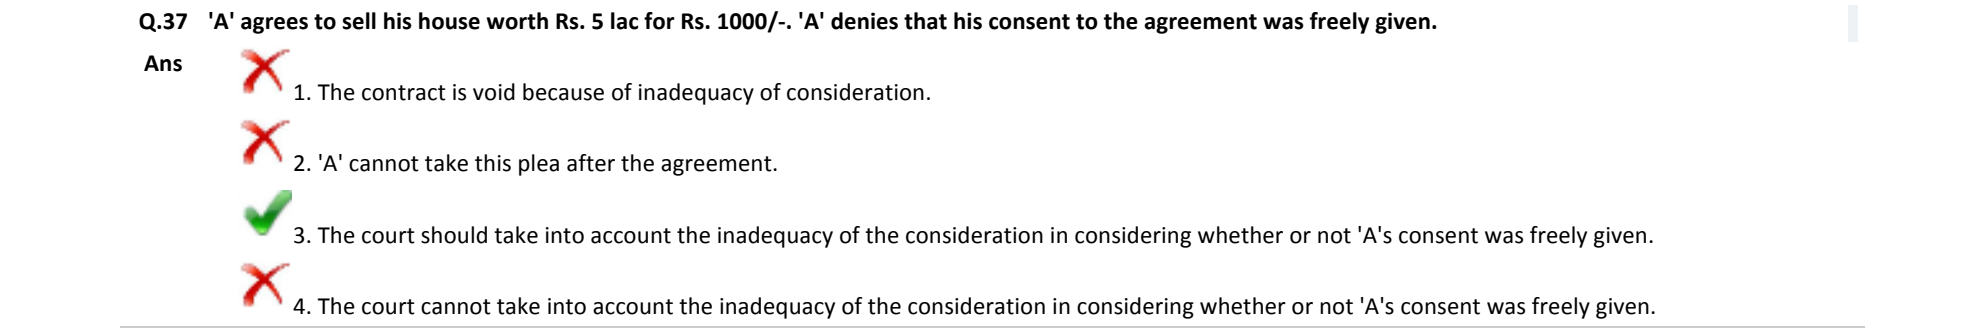 Q.37 'A' agrees to sell his house worth Rs. 5 lac for Rs. 1000/-. 'A' denies that his consent to the agreement was freely given.
Ans
1. The contract is void because of inadequacy of consideration.
2. 'A' cannot take this plea after the agreement.
3. The court should take into account the inadequacy of the consideration in considering whether or not 'A's consent was freely given.
4. The court cannot take into account the inadequacy of the consideration in considering whether or not 'A's consent was freely given.